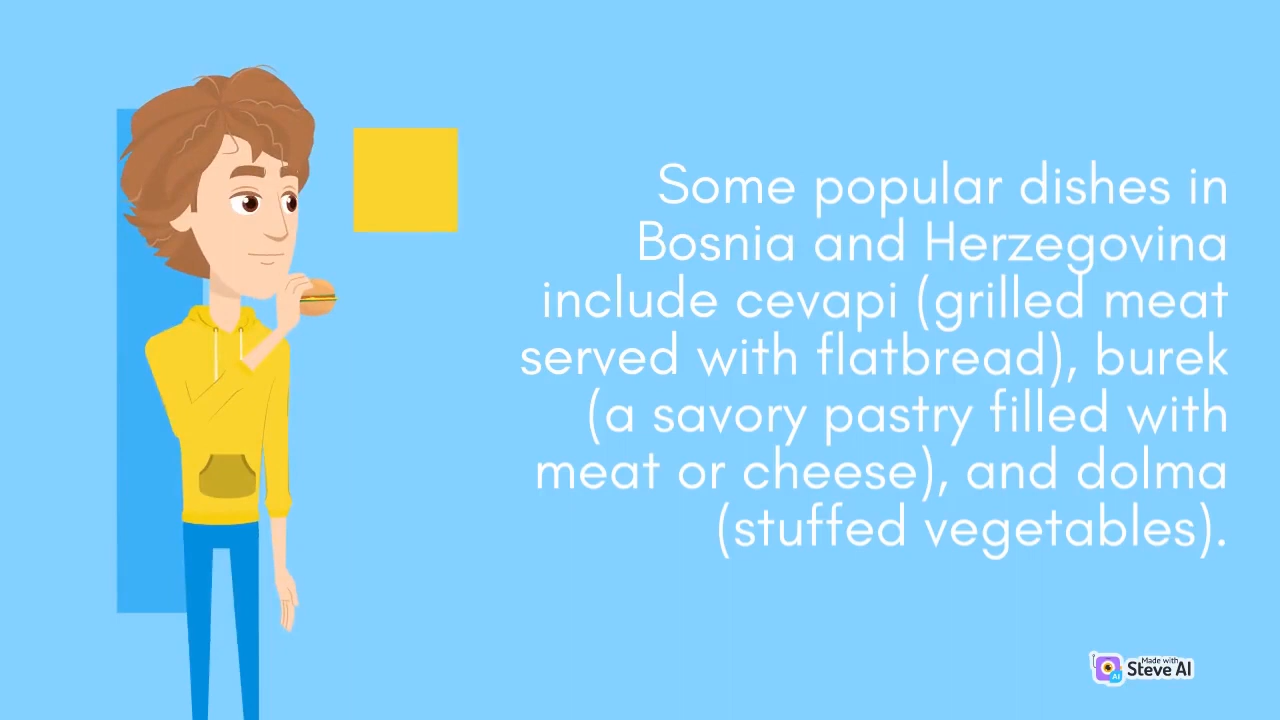 Some popular dishes in
Bosnia and Herzegovina
include cevapi (grilled meat
served with flatbread), burek
(a savory pastry filled with
meat or cheese), and dolma
(stuffed vegetables).
Made with
Steve AI
AI